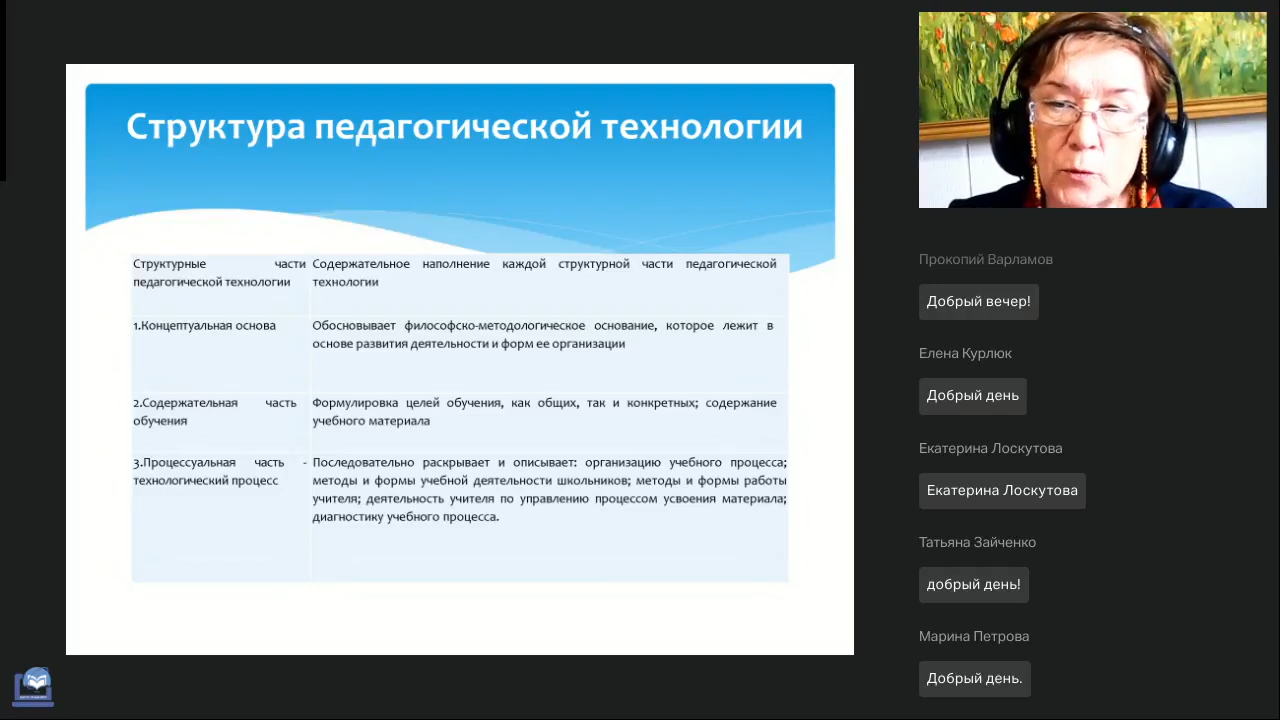 Структура педагогической технологии
Структурные части
педагогической технологии
Содержательное наполнение каждой структурной части педагогической
технологии
1.Концептуальная основа
Обосновывает философско-методологическое основание, которое лежит в
основе развития деятельности и форм ее организации
2.Содержательная часть
обучения
Формулировка целей обучения, как общих, так и конкретных; содержание
учебного материала
3.Процессуальная часть -
технологический процесс
Последовательно раскрывает и описывает: организацию учебного процесса;
методы и формы учебной деятельности школьников; методы и формы работы
учителя; деятельность учителя по управлению процессом усвоения материала;
диагностику учебного процесса.
Прокопий Варламов
Добрый вечер!
Елена Курлюк
Добрый день
Екатерина Лоскутова
Екатерина Лоскутова
Татьяна Зайченко
добрый день!
Марина Петрова
Добрый день.